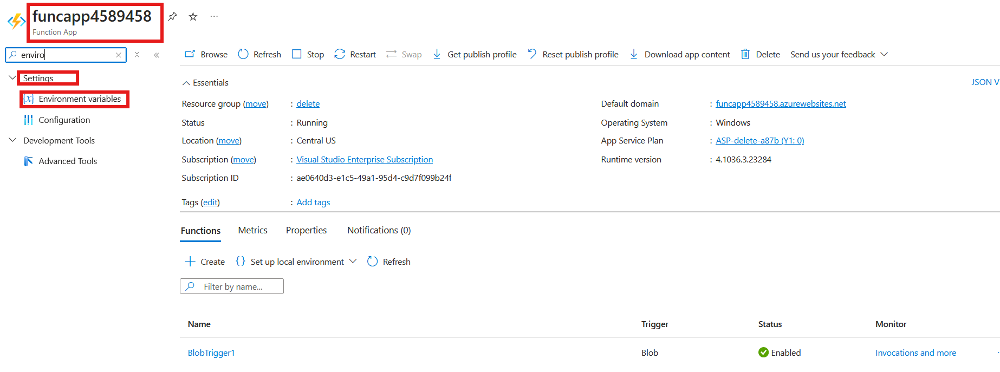 funcapp4589458
Function App
enviro
Settings
Environment variables
Configuration
Development Tools
Advanced Tools
Browse Refresh Stop Restart Swap Get publish profile Reset publish profile Download app content Delete Send us your feedback
Essentials
JSON V
Resource group (move) : delete
Status : Running
Location (move) : Central US
Subscription (move) : Visual Studio Enterprise Subscription
Subscription ID : ae0640d3-e1c5-49a1-95d4-c9d7f099b24f
Tags (edit) : Add tags
Default domain : funcapp4589458.azurewebsites.net
Operating System : Windows
App Service Plan : ASP-delete-a87b (Y1: 0)
Runtime version : 4.1036.3.23284
Functions Metrics Properties Notifications (0)
Create {} Set up local environment Refresh
Filter by name...
Name Trigger Status Monitor
BlobTrigger1 Blob Enabled Invocations and more